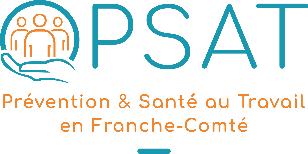 OPSAT
Prévention & Santé au Travail
en Franche-Comté